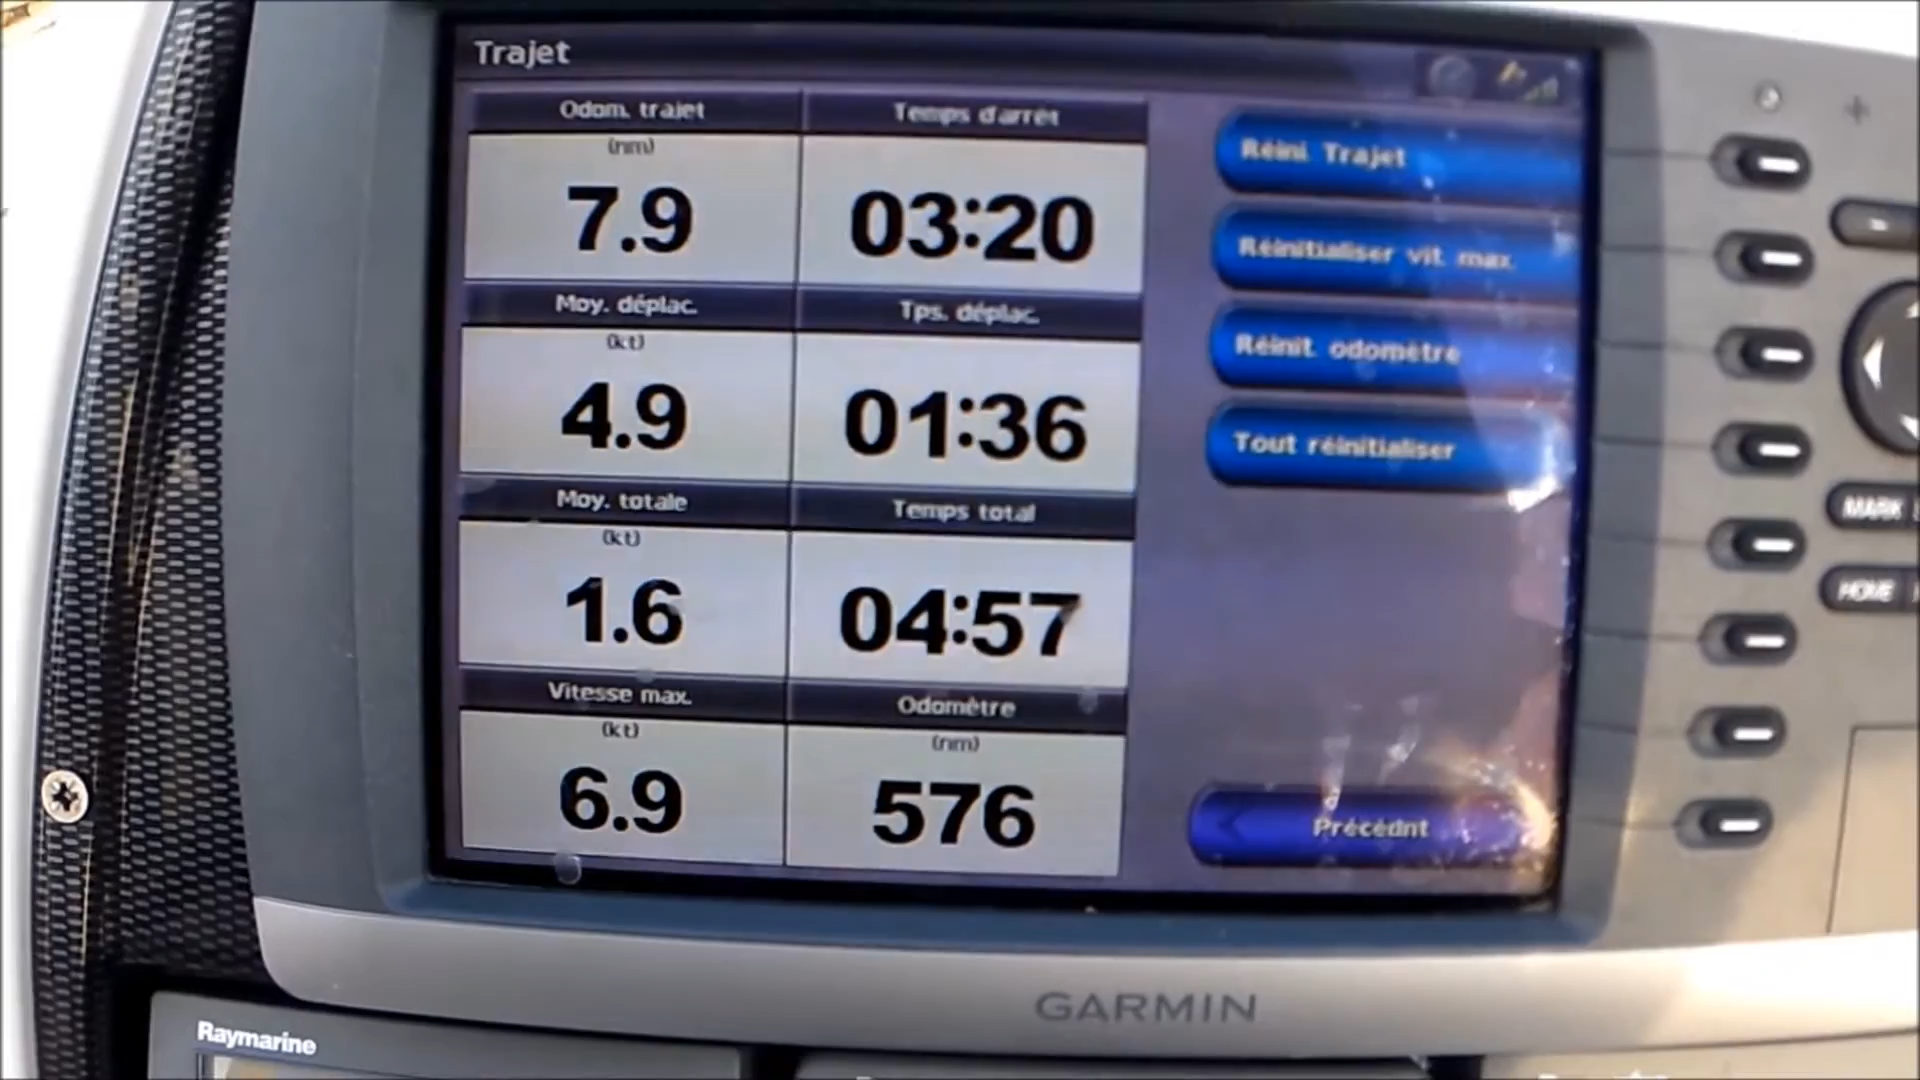 Trajet
Odom. trajet
(nm)
7.9
Temps d'arrêt
03:20
Moy. déplac.
(kt)
4.9
Tps. déplac.
01:36
Moy. totale
(kt)
1.6
Temps total
04:57
Vitesse max.
(kt)
6.9
Odomètre
(nm)
576
Réini. Trajet
Réinitialiser vit. max.
Réinit. odomètre
Tout réinitialiser
Précédnt
MARK
HOME
GARMIN
Raymarine